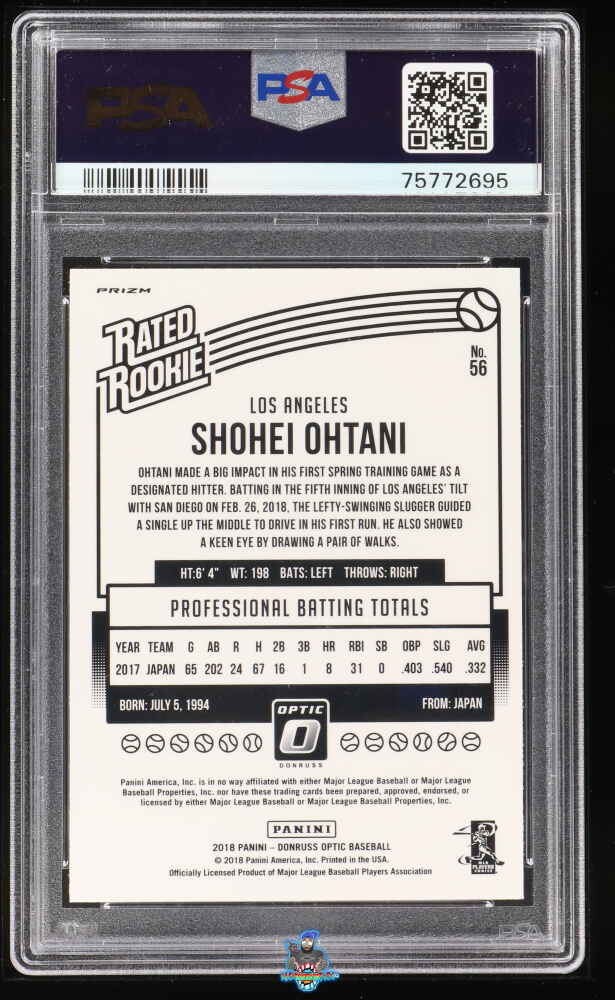 PSA
PSA
75772695
PRIZM
RATED ROOKIE
No.
56
LOS ANGELES
SHOHEI OHTANI
OHTANI MADE A BIG IMPACT IN HIS FIRST SPRING TRAINING GAME AS A
DESIGNATED HITTER. BATTING IN THE FIFTH INNING OF LOS ANGELES' TILT
WITH SAN DIEGO ON FEB. 26, 2018, THE LEFTY-SWINGING SLUGGER GUIDED
A SINGLE UP THE MIDDLE TO DRIVE IN HIS FIRST RUN. HE ALSO SHOWED
A KEEN EYE BY DRAWING A PAIR OF WALKS.
HT:6' 4" WT: 198 BATS: LEFT THROWS: RIGHT
PROFESSIONAL BATTING TOTALS
YEAR TEAM G AB R H 2B 3B HR RBI SB OBP SLG AVG
2017 JAPAN 65 202 24 67 16 1 8 31 0 .403 .540 .332
BORN: JULY 5, 1994 FROM: JAPAN
OPTIC
O
DONRUSS
Panini America, Inc. is in no way affiliated with either Major League Baseball or Major League
Baseball Properties, Inc. nor have these trading cards been prepared, approved, endorsed, or
licensed by either Major League Baseball or Major League Baseball Properties, Inc.
PANINI
2018 PANINI – DONRUSS OPTIC BASEBALL
© 2018 Panini America, Inc. Printed in the USA.
Officially Licensed Product of Major League Baseball Players Association
PLAYERS
PSA